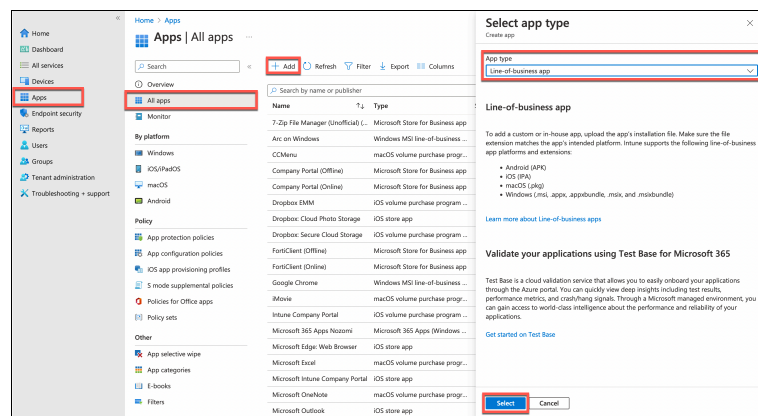 «
Home
Dashboard
All services
Devices
Apps
Endpoint security
Reports
Users
Groups
Tenant administration
Troubleshooting + support
Home > Apps
Apps | All apps ...
Search
«
Overview
All apps
Monitor
By platform
Windows
iOS/iPadOS
macOS
Android
Policy
App protection policies
App configuration policies
iOS app provisioning profiles
S mode supplemental policies
Policies for Office apps
Policy sets
Other
App selective wipe
App categories
E-books
Filters
+ Add Refresh Filter Export Columns
Search by name or publisher
Name ↑↓ Type
7-Zip File Manager (Unofficial) (... Microsoft Store for Business app
Arc on Windows Windows MSI line-of-business ...
CCMenu macOS volume purchase progr...
Company Portal (Offline) Microsoft Store for Business app
Company Portal (Online) Microsoft Store for Business app
Dropbox EMM iOS volume purchase program ...
Dropbox: Cloud Photo Storage iOS store app
Dropbox: Secure Cloud Storage iOS volume purchase program ...
FortiClient (Offline) Microsoft Store for Business app
FortiClient (Online) Microsoft Store for Business app
Google Chrome Windows MSI line-of-business ...
iMovie macOS volume purchase progr...
Intune Company Portal iOS volume purchase program ...
Microsoft 365 Apps Nozomi Microsoft 365 Apps (Windows ...
Microsoft Edge: Web Browser iOS store app
Microsoft Excel macOS volume purchase progr...
Microsoft Intune Company Portal iOS store app
Microsoft OneNote macOS volume purchase progr...
Microsoft Outlook iOS store app
Select app type
Create app
App type
Line-of-business app
Line-of-business app
To add a custom or in-house app, upload the app's installation file. Make sure the file
extension matches the app's intended platform. Intune supports the following line-of-business
app platforms and extensions:
• Android (APK)
• iOS (IPA)
• macOS (.pkg)
• Windows (.msi, .appx, .appxbundle, .msix, and .msixbundle)
Learn more about Line-of-business apps
Validate your applications using Test Base for Microsoft 365
Test Base is a cloud validation service that allows you to easily onboard your applications
through the Azure portal. You can quickly view deep insights including test results,
performance metrics, and crash/hang signals. Through a Microsoft managed environment, you
can gain access to world-class intelligence about the performance and reliability of your
applications.
Get started on Test Base
Select Cancel